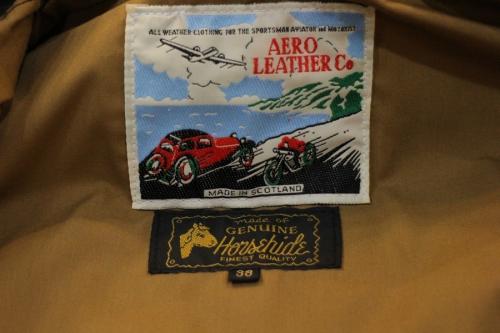 ALL WEATHER CLOTHING FOR THE SPORTSMAN AVIATOR AND MOTORIST
AERO
LEATHER Co
MADE IN SCOTLAND
made of
GENUINE
Horsehide
FINEST QUALITY
38